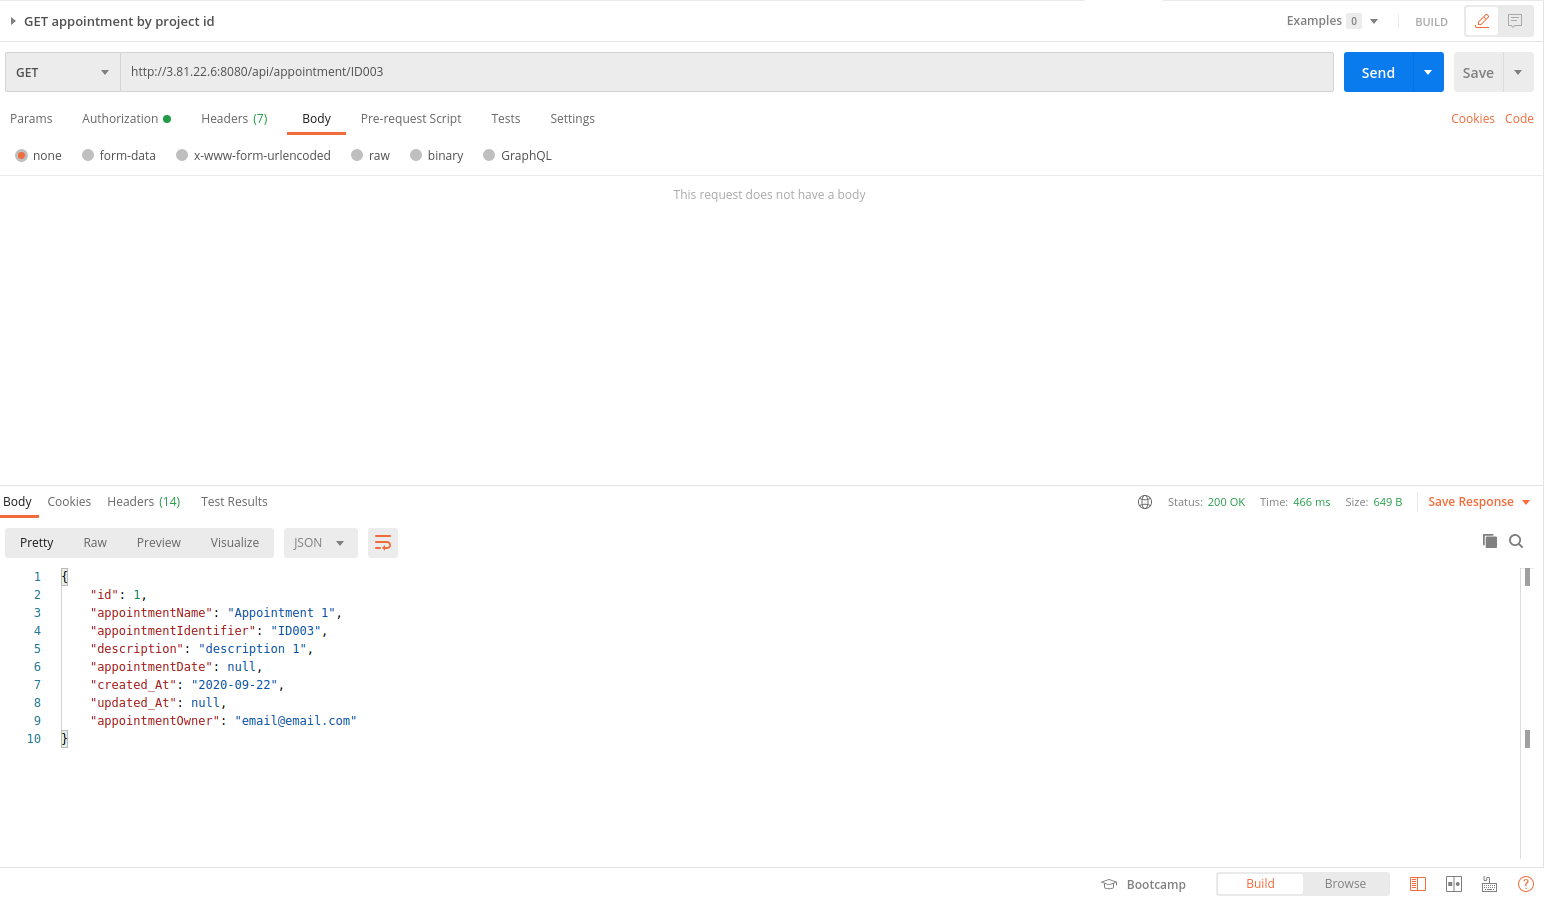 GET appointment by project id
Examples 0
BUILD
GET
http://3.81.22.6:8080/api/appointment/ID003
Send
Save
Params Authorization Headers (7) Body Pre-request Script Tests Settings Cookies Code
none form-data x-www-form-urlencoded raw binary GraphQL
This request does not have a body
Body Cookies Headers (14) Test Results Status: 200 OK Time: 466 ms Size: 649 B Save Response
Pretty Raw Preview Visualize JSON
1 {
2 "id": 1,
3 "appointmentName": "Appointment 1",
4 "appointmentIdentifier": "ID003",
5 "description": "description 1",
6 "appointmentDate": null,
7 "created_At": "2020-09-22",
8 "updated_At": null,
9 "appointmentOwner": "email@email.com"
10 }
Bootcamp Build Browse